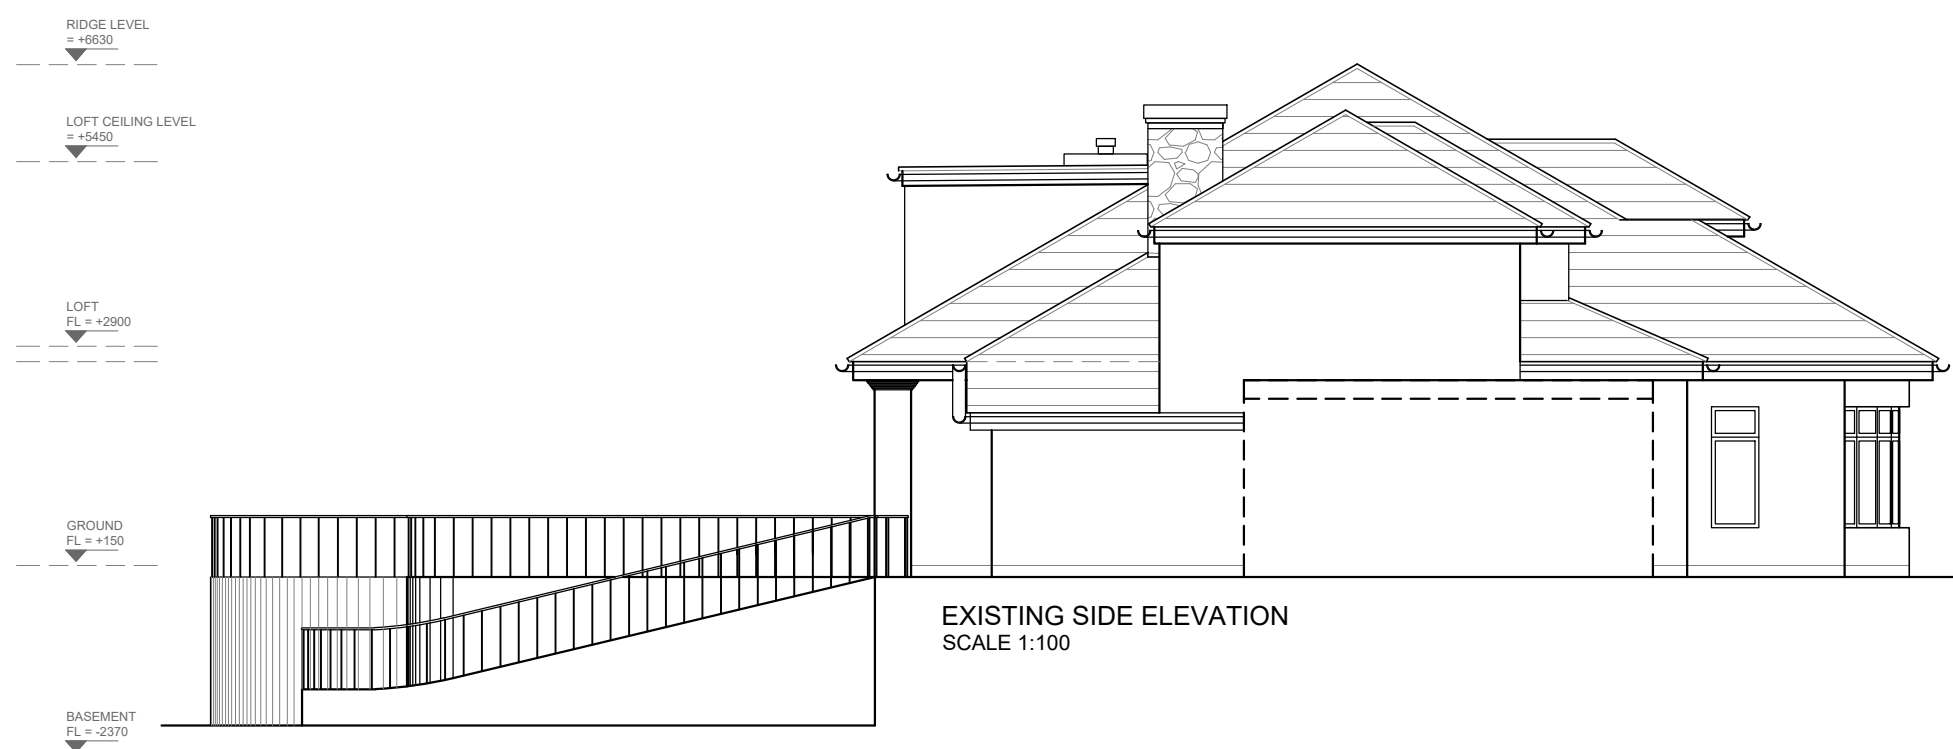 RIDGE LEVEL
= +6630
LOFT CEILING LEVEL
= +5450
LOFT
FL = +2900
GROUND
FL = +150
EXISTING SIDE ELEVATION
SCALE 1:100
BASEMENT
FL = -2370